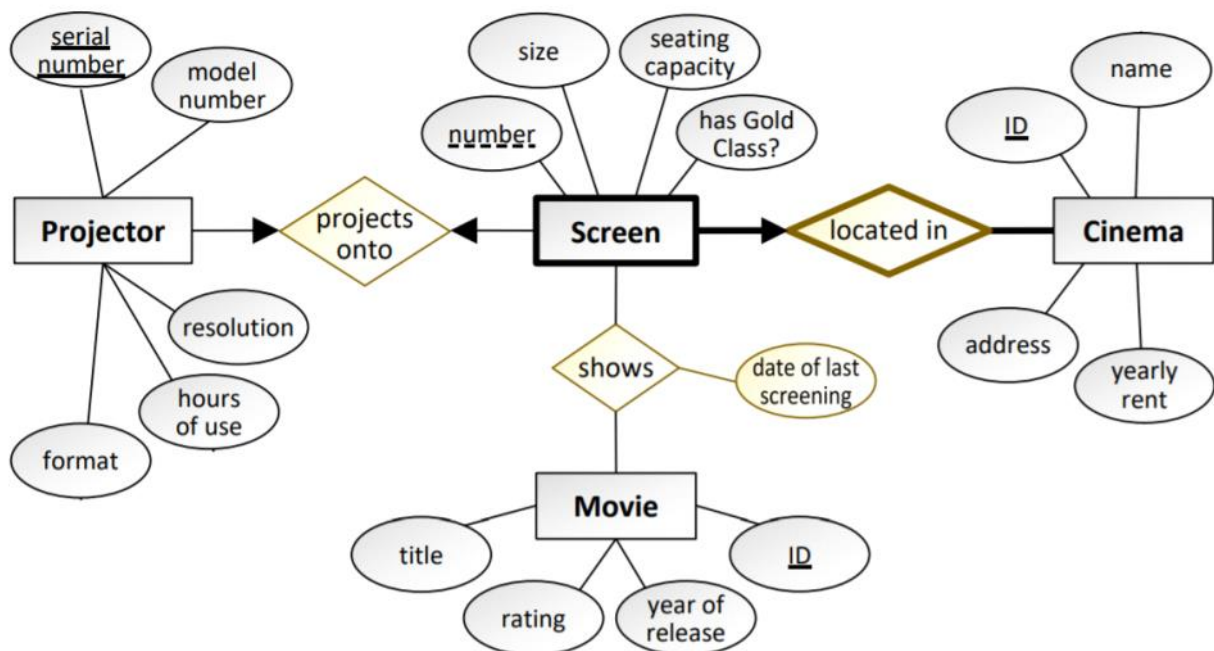 serial
number
model
number
size
seating
capacity
name
number
has Gold
Class?
ID
Projector
projects
onto
Screen
located in
Cinema
resolution
hours
of use
format
shows
date of last
screening
address
yearly
rent
Movie
title
rating
year of
release
ID